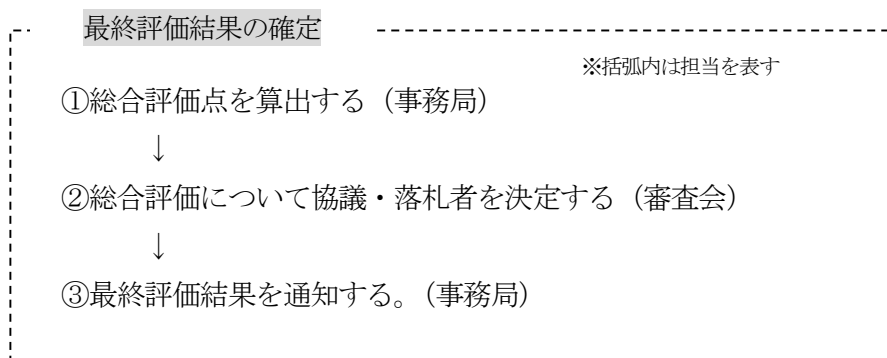 最終評価結果の確定
※括弧内は担当を表す
①総合評価点を算出する（事務局）
↓
②総合評価について協議・落札者を決定する（審査会）
↓
③最終評価結果を通知する。（事務局）